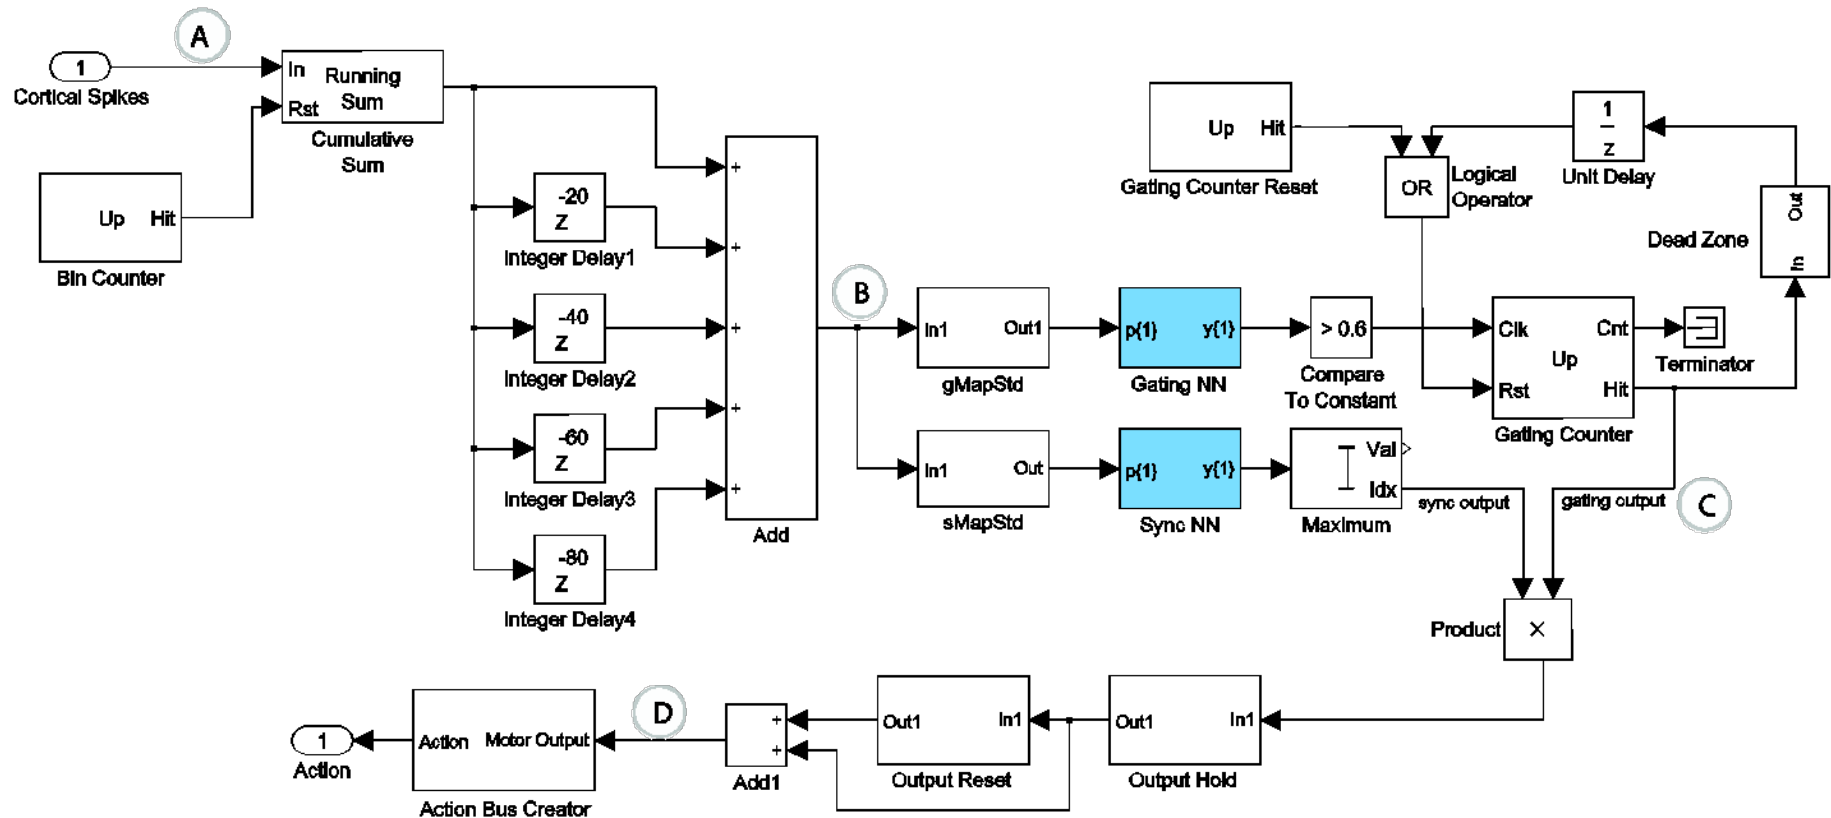 A
1
Cortical Spikes
In
Rst
Running
Sum
Cumulative
Sum
Up
Hit
Bin Counter
-20
Z
Integer Delay1
-40
Z
Integer Delay2
-60
Z
Integer Delay3
-80
Z
Integer Delay4
+
+
+
+
+
Add
B
In1
Out1
gMapStd
p{1}
y{1}
Gating NN
> 0.6
Compare
To Constant
In1
Out
sMapStd
p{1}
y{1}
Sync NN
Val
Idx
Maximum
sync output
gating output
C
Up
Hit
Gating Counter Reset
OR
Logical
Operator
1
z
Unit Delay
Out
In
Dead Zone
Clk
Rst
Up
Cnt
Hit
Gating Counter
Terminator
Product
×
In1
Out1
Output Hold
In1
Out1
Output Reset
+
+
Add1
D
Motor Output
Action
Action Bus Creator
1
Action